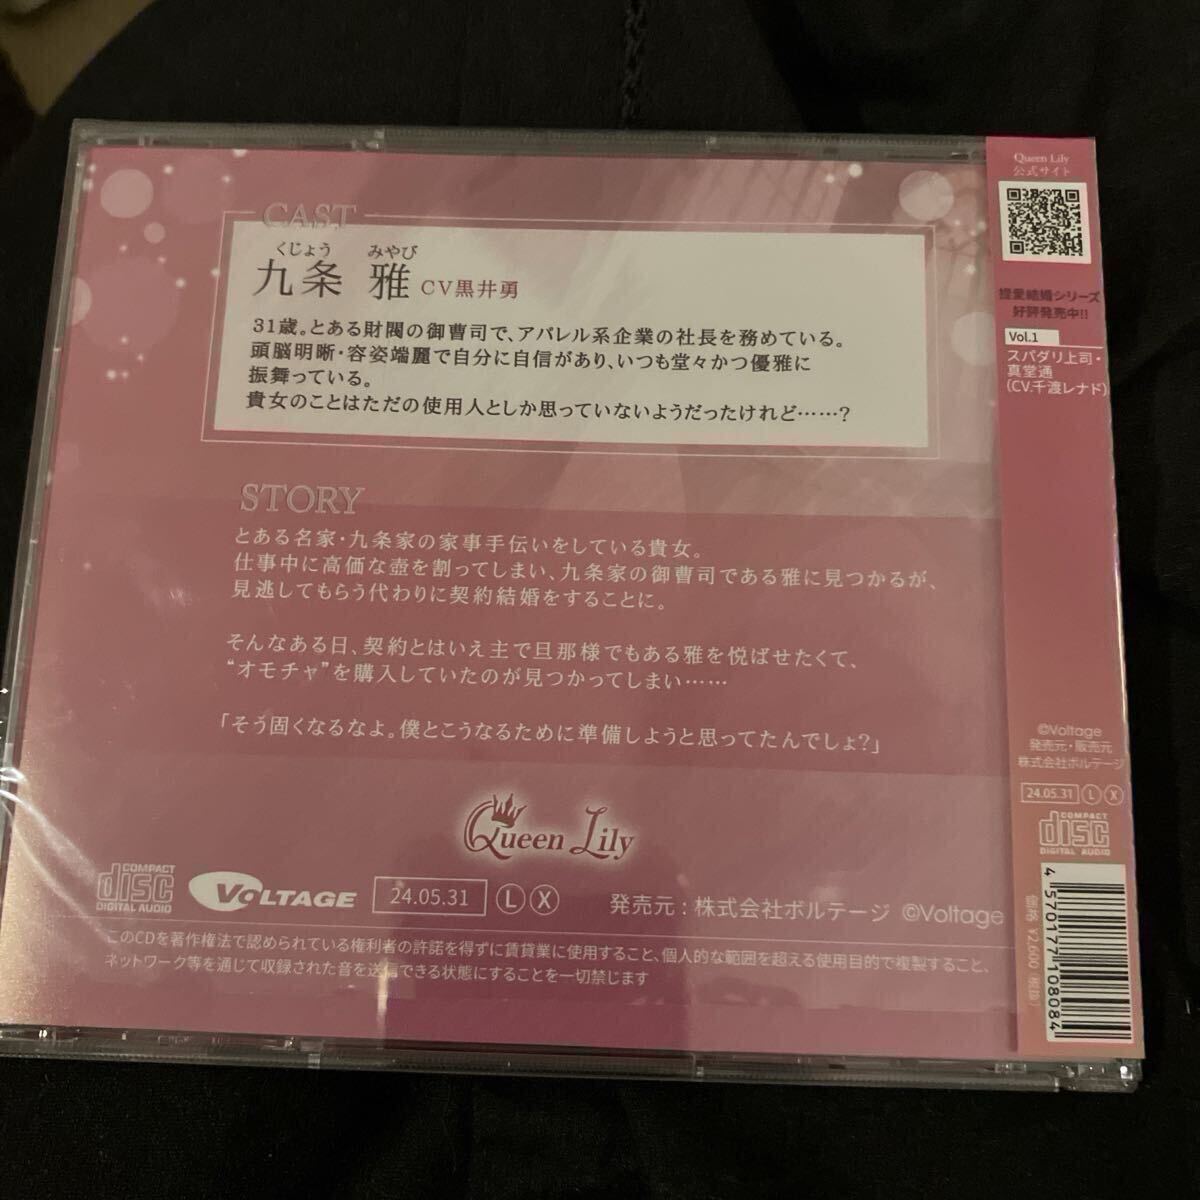 CAST
くじょう みやび
九条 雅 CV黒井勇
31歳。とある財閥の御曹司で、アパレル系企業の社長を務めている。
頭脳明晰・容姿端麗で自分に自信があり、いつも堂々かつ優雅に
振舞っている。
貴女のことはただの使用人としか思っていないようだったけれど……?
STORY
とある名家・九条家の家事手伝いをしている貴女。
仕事中に高価な壺を割ってしまい、九条家の御曹司である雅に見つかるが、
見逃してもらう代わりに契約結婚をすることに。
そんなある日、契約とはいえ主で旦那様でもある雅を悦ばせたくて、
“オモチャ”を購入していたのが見つかってしまい……
「そう固くなるなよ。僕とこうなるために準備しようと思ってたんでしょ?」
Queen Lily
COMPACT
disc
DIGITAL AUDIO
VOLTAGE
24.05.31 L X
発売元:株式会社ボルテージ ©Voltage
このCDを著作権法で認められている権利者の許諾を得ずに賃貸業に使用すること、個人的な範囲を超える使用目的で複製すること、
ネットワーク等を通じて収録された音を送信できる状態にすることを一切禁じます
Queen Lily
公式サイト
愛結婚シリーズ
好評発売中!!
Vol.1
スパダリ上司・
真堂通
(CV.千渡レナド)
©Voltage
発売元・販売元
株式会社ボルテージ
24.05.31 L X
COMPACT
disc
DIGITAL AUDIO
4 570177 108084
価格 ¥2,600 (税抜)